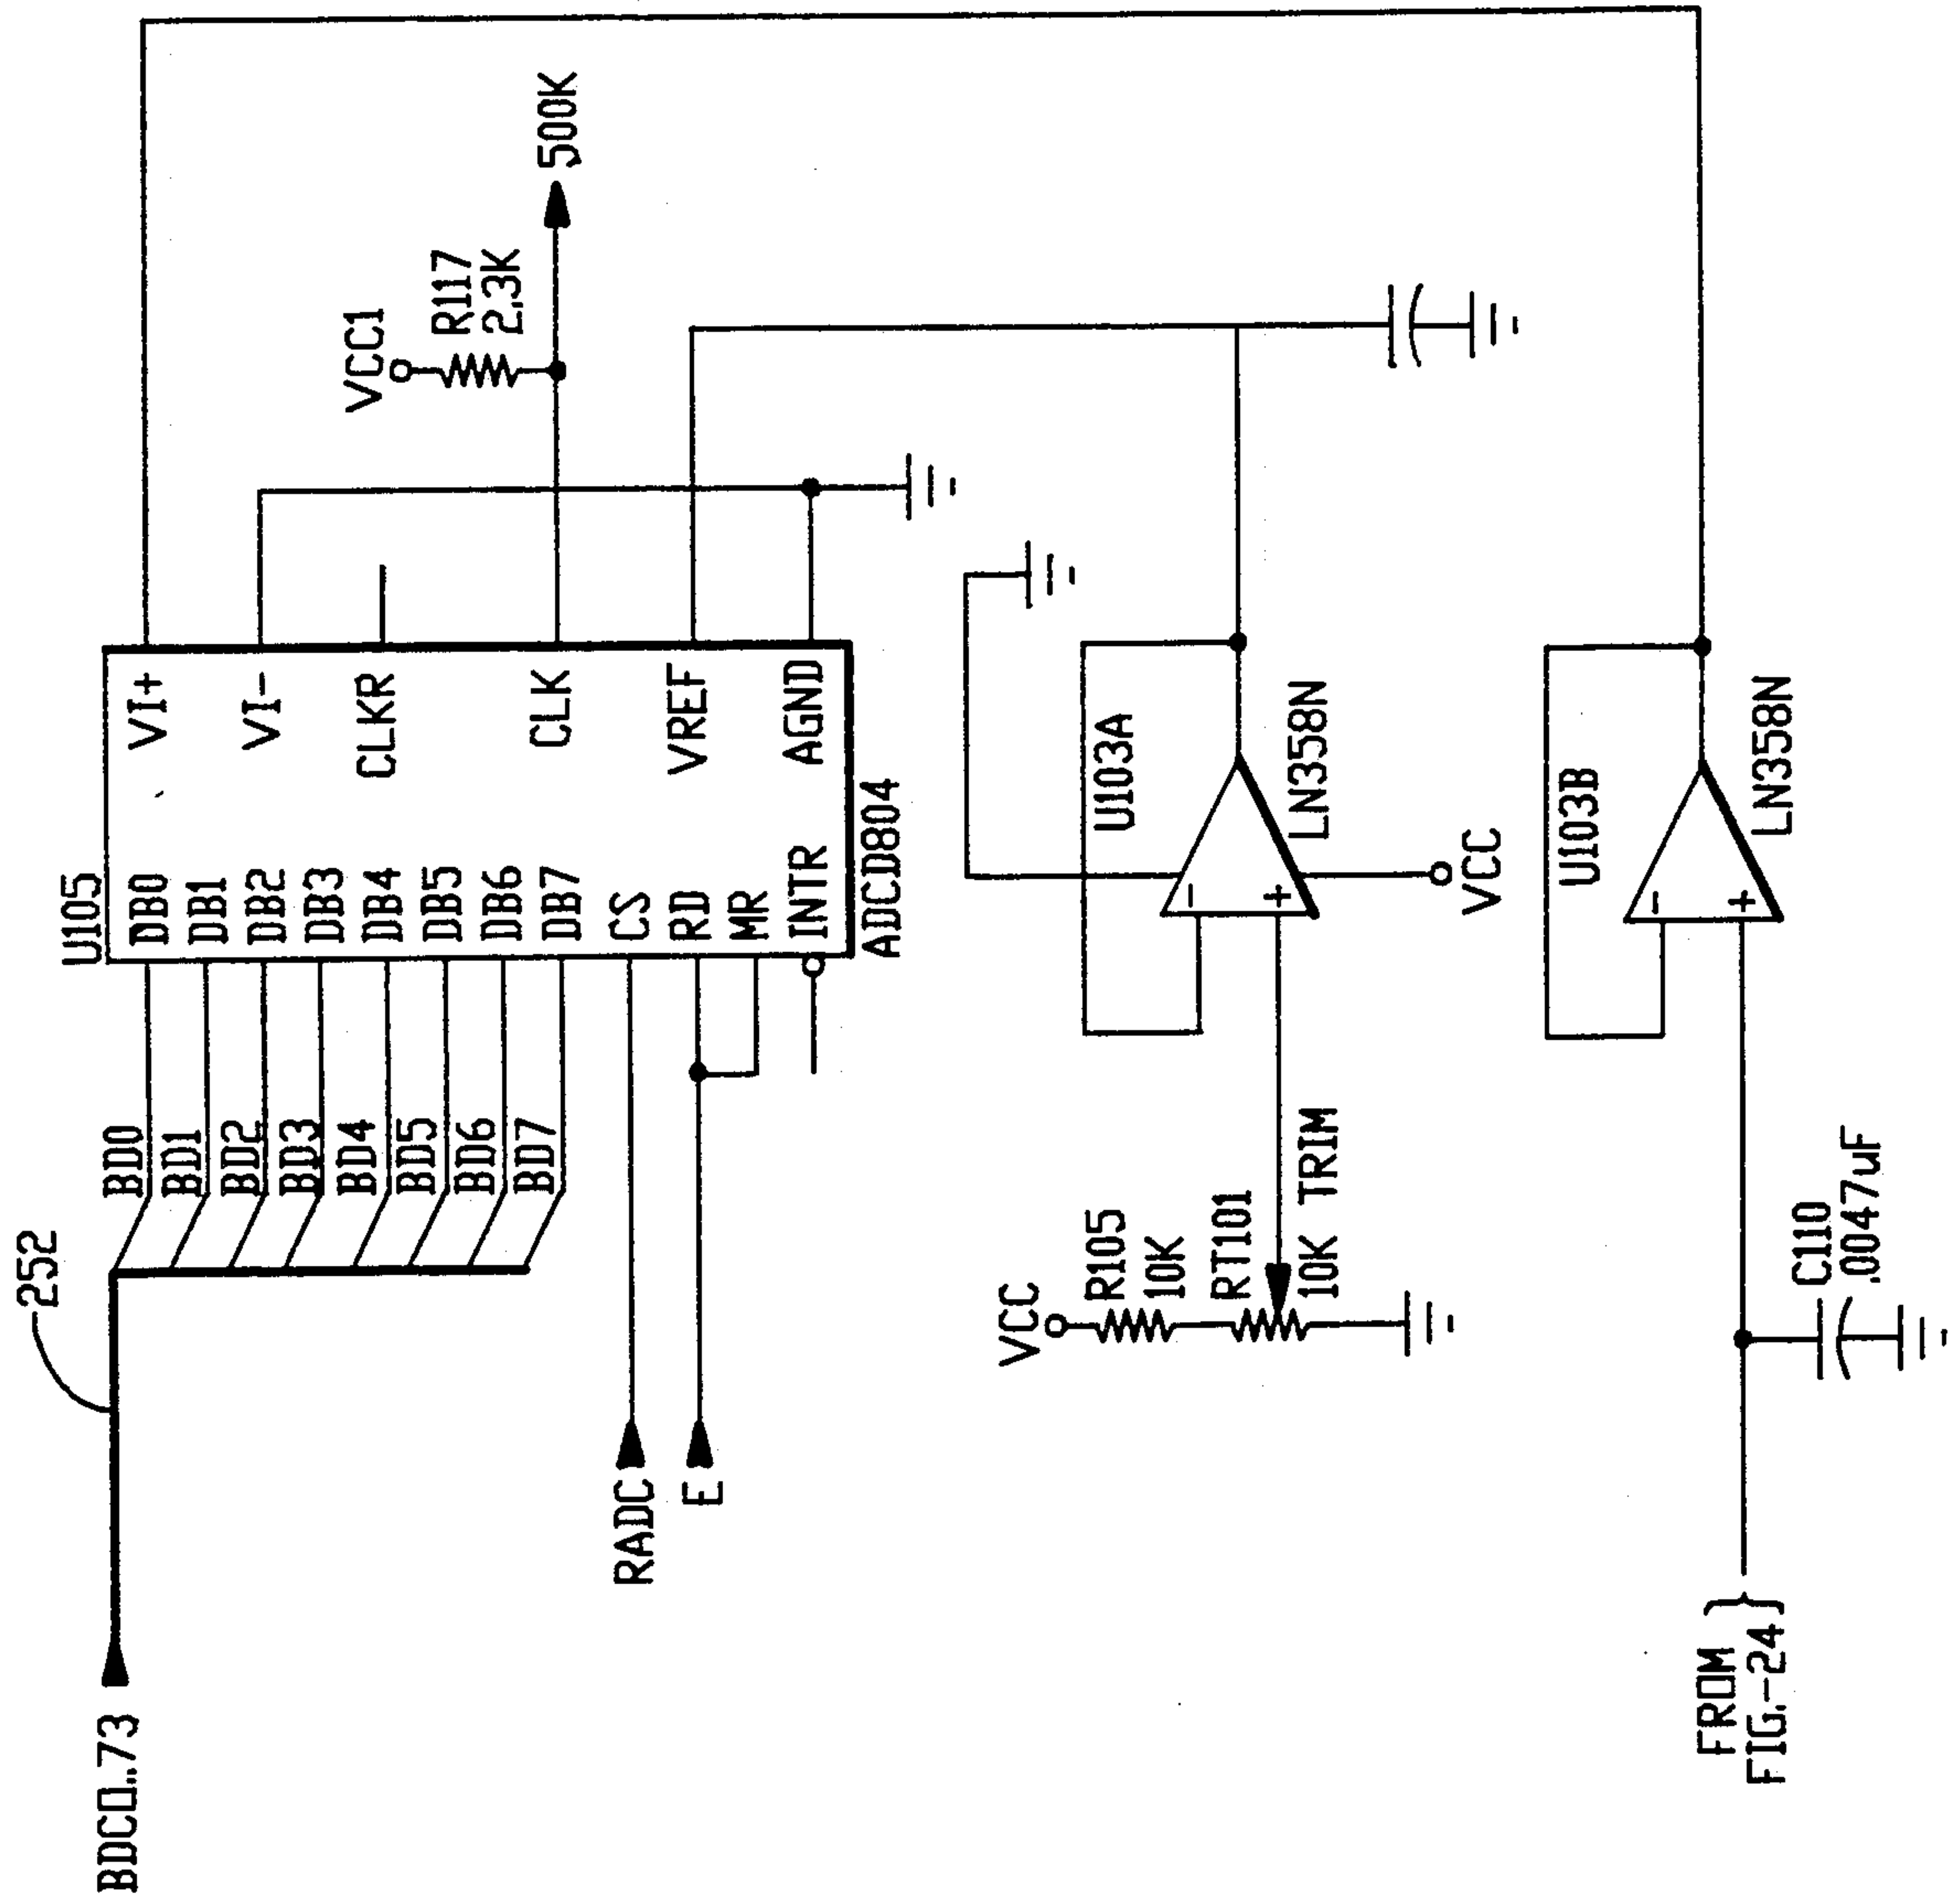 252
BDC0..73
BD0
BD1
BD2
BD3
BD4
BD5
BD6
BD7
RADC
E
U105
DB0
DB1
DB2
DB3
DB4
DB5
DB6
DB7
CS
RD
MR
INTR
VI+
VI-
CLKR
CLK
VREF
AGND
ADCD804
VCC1
R117
2.3K
500K
VCC
R105
10K
RT101
10K TRIM
U103A
-
+
LN358N
VCC
U103B
-
+
LN358N
FROM
FIG.-24
C110
.0047uF